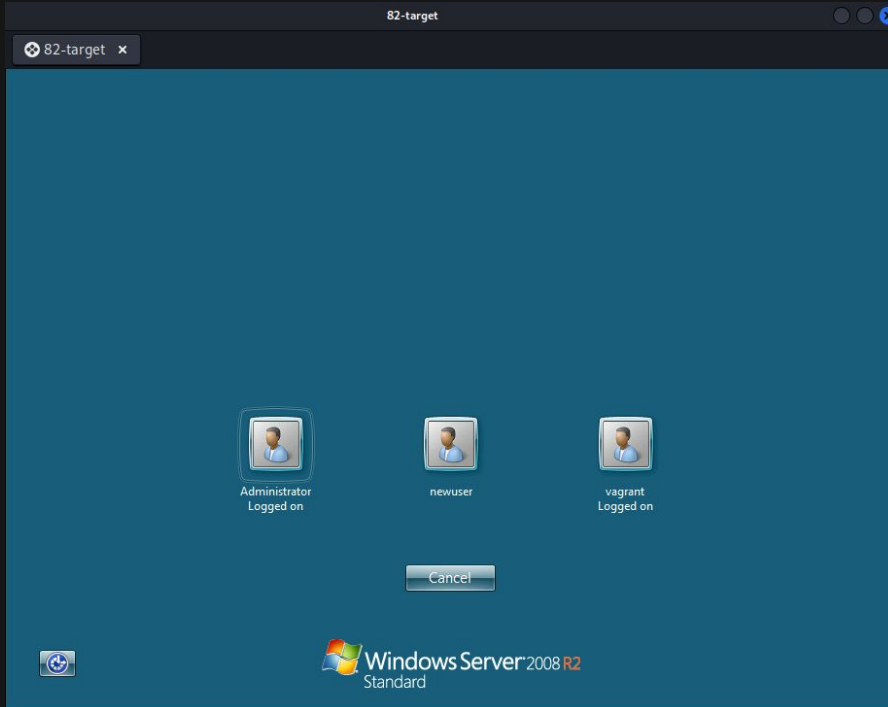 82-target
82-target ×
Administrator
Logged on
newuser
vagrant
Logged on
Cancel
Windows Server 2008 R2
Standard